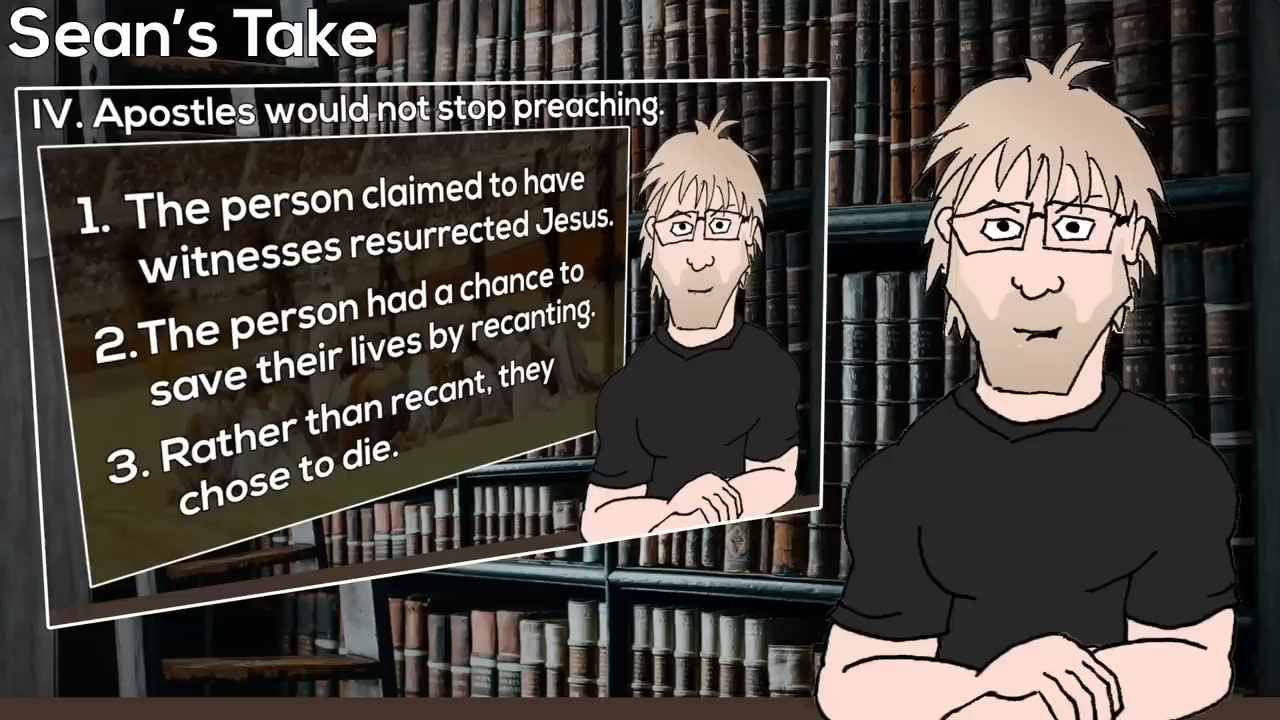 Sean's Take
IV. Apostles would not stop preaching.
1. The person claimed to have
witnesses resurrected Jesus.
2. The person had a chance to
save their lives by recanting.
3. Rather than recant, they
chose to die.